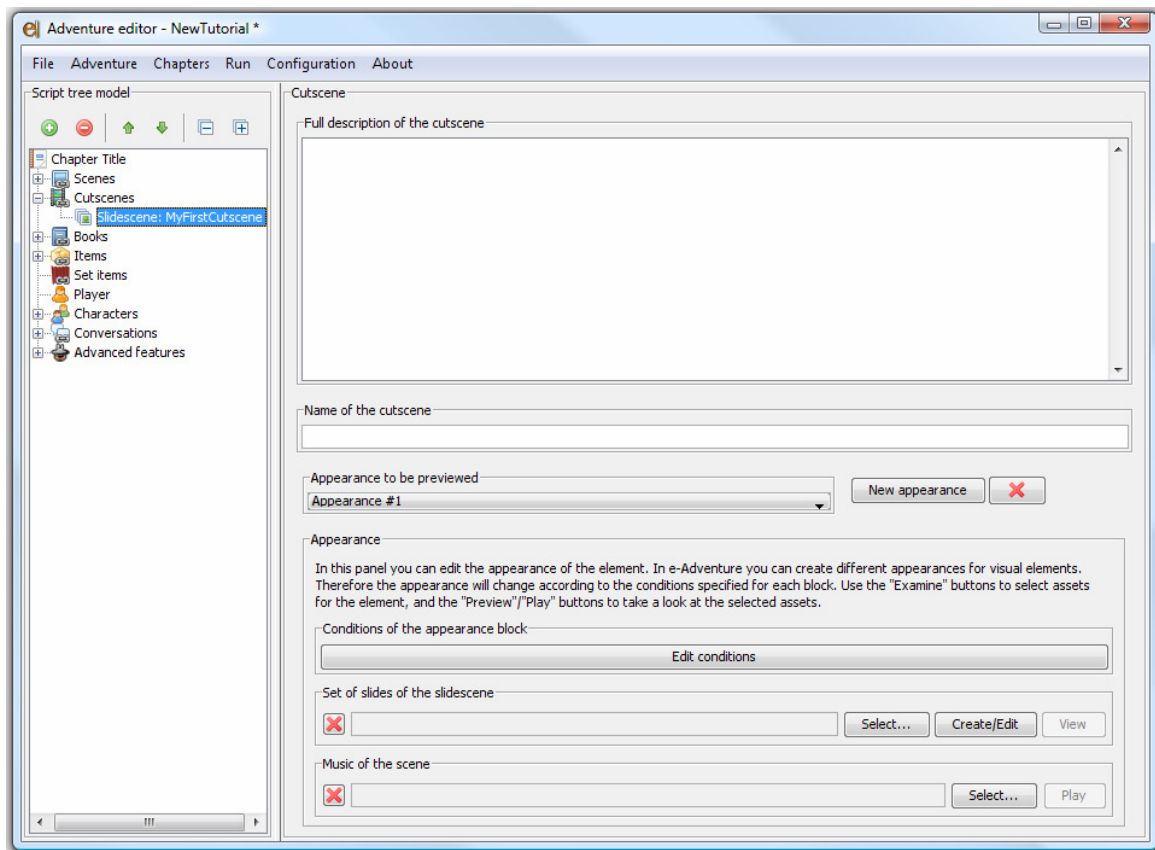 Adventure editor - NewTutorial *
File Adventure Chapters Run Configuration About
Script tree model
Chapter Title
Scenes
Cutscenes
Slidescene: MyFirstCutscene
Books
Items
Set items
Player
Characters
Conversations
Advanced features
Cutscene
Full description of the cutscene
Name of the cutscene
Appearance to be previewed
Appearance #1
New appearance
Appearance
In this panel you can edit the appearance of the element. In e-Adventure you can create different appearances for visual elements.
Therefore the appearance will change according to the conditions specified for each block. Use the "Examine" buttons to select assets
for the element, and the "Preview"/"Play" buttons to take a look at the selected assets.
Conditions of the appearance block
Edit conditions
Set of slides of the slidescene
Select... Create/Edit View
Music of the scene
Select... Play